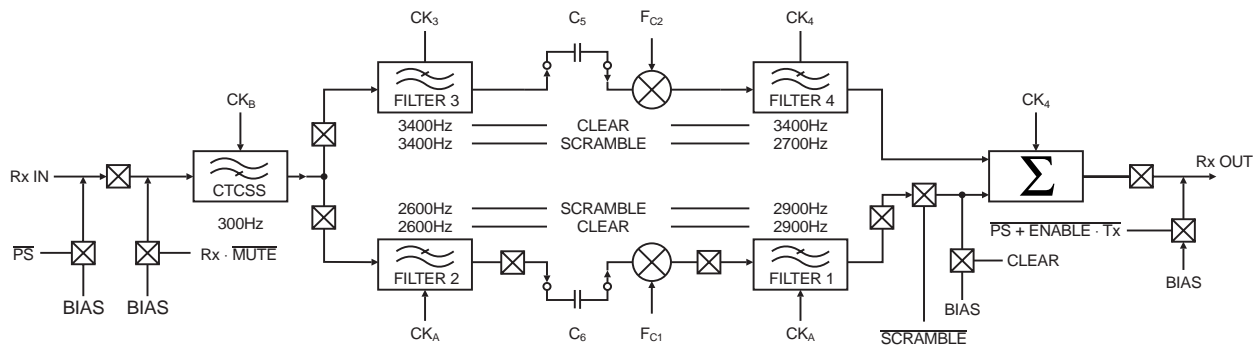 CK3 C5 FC2 CK4
FILTER 3 FILTER 4
CKB CK4
3400Hz CLEAR 3400Hz
3400Hz SCRAMBLE 2700Hz
Rx IN Rx OUT
CTCSS Σ
300Hz
2600Hz SCRAMBLE 2900Hz
2600Hz CLEAR 2900Hz
PS + ENABLE · Tx
PS Rx · MUTE
FILTER 2 FILTER 1 CLEAR
BIAS BIAS BIAS BIAS
CKA C6 FC1 CKA SCRAMBLE